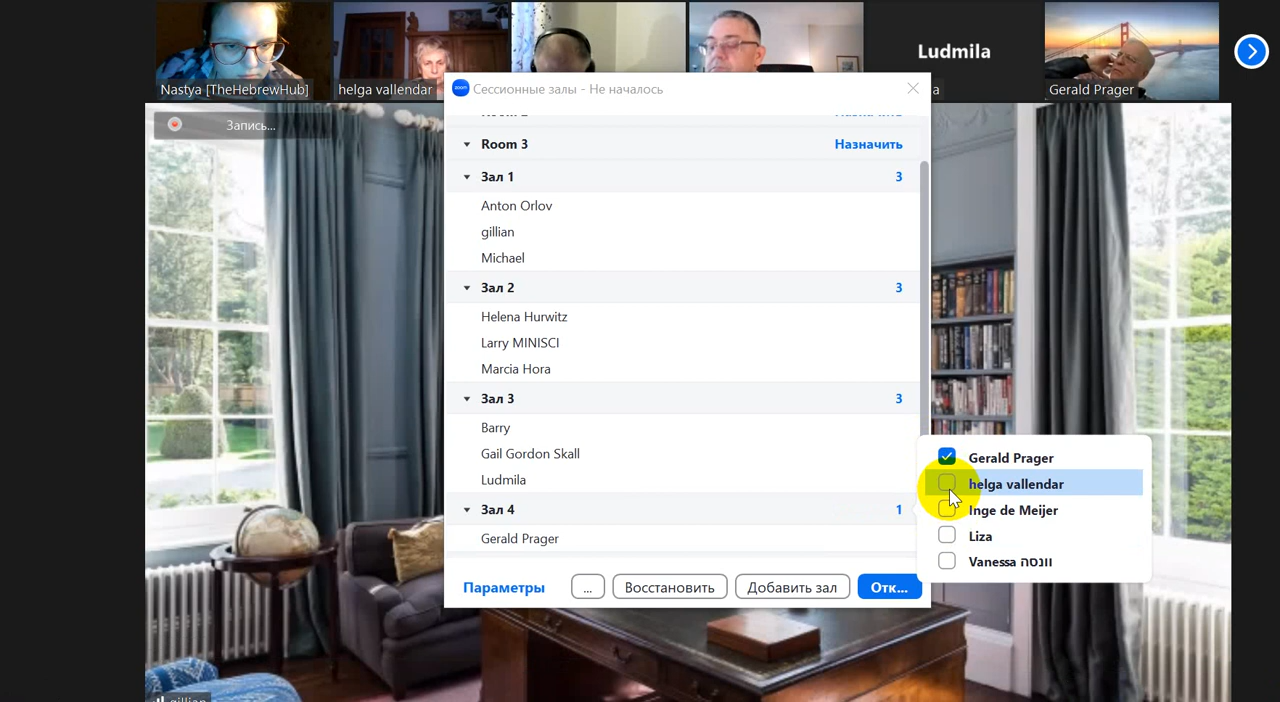 Ludmila
Nastya [TheHebrewHub]
helga vallendar
a
Gerald Prager
Запись...
zoom
Сессионные залы - Не началось
Room 3
Назначить
Зал 1
3
Anton Orlov
gillian
Michael
Зал 2
3
Helena Hurwitz
Larry MINISCI
Marcia Hora
Зал 3
3
Barry
Gail Gordon Skall
Ludmila
Зал 4
1
Gerald Prager
Gerald Prager
helga vallendar
Inge de Meijer
Liza
Vanessa וונסה
Параметры
...
Восстановить
Добавить зал
Отк...
gillian